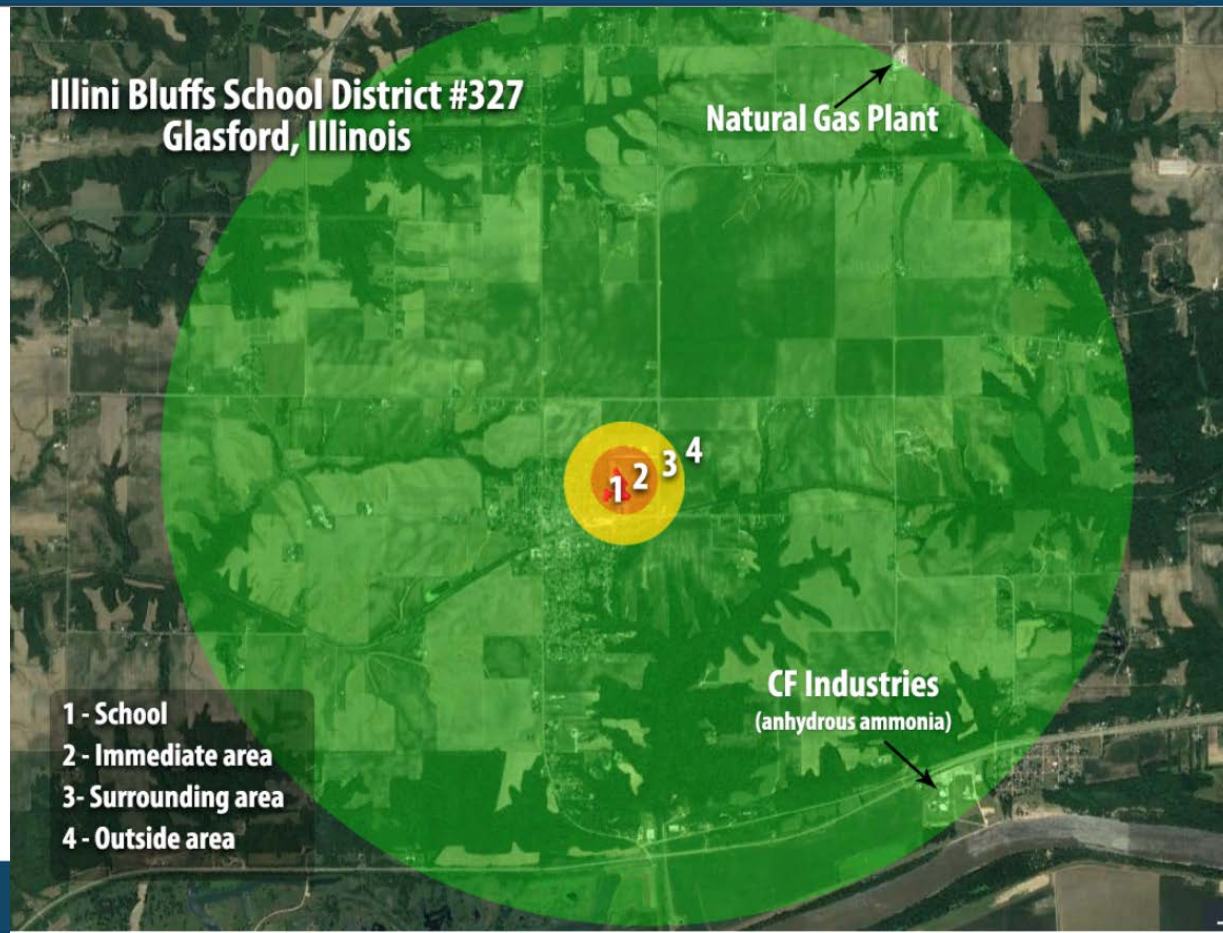 Illini Bluffs School District #327
Glasford, Illinois
Natural Gas Plant
4
3
2
1
CF Industries
(anhydrous ammonia)
1 - School
2 - Immediate area
3- Surrounding area
4 - Outside area